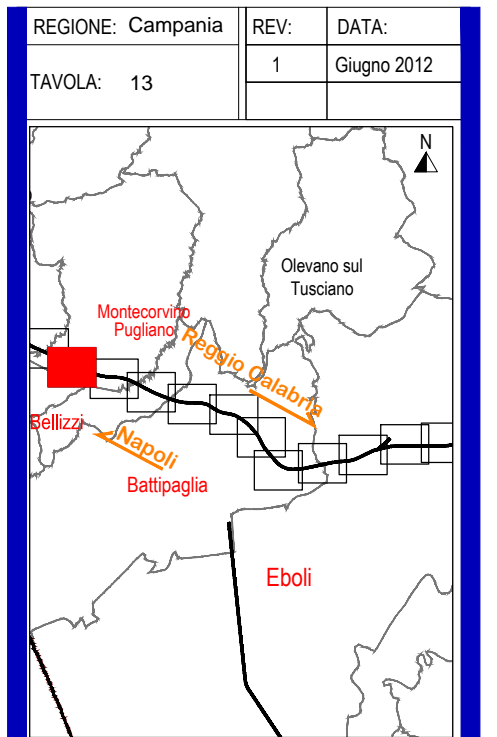 REGIONE: Campania
REV:
DATA:
1
Giugno 2012
TAVOLA: 13
N
Olevano sul
Tusciano
Montecorvino
Pugliano
Reggio Calabria
Bellizzi
Napoli
Battipaglia
Eboli